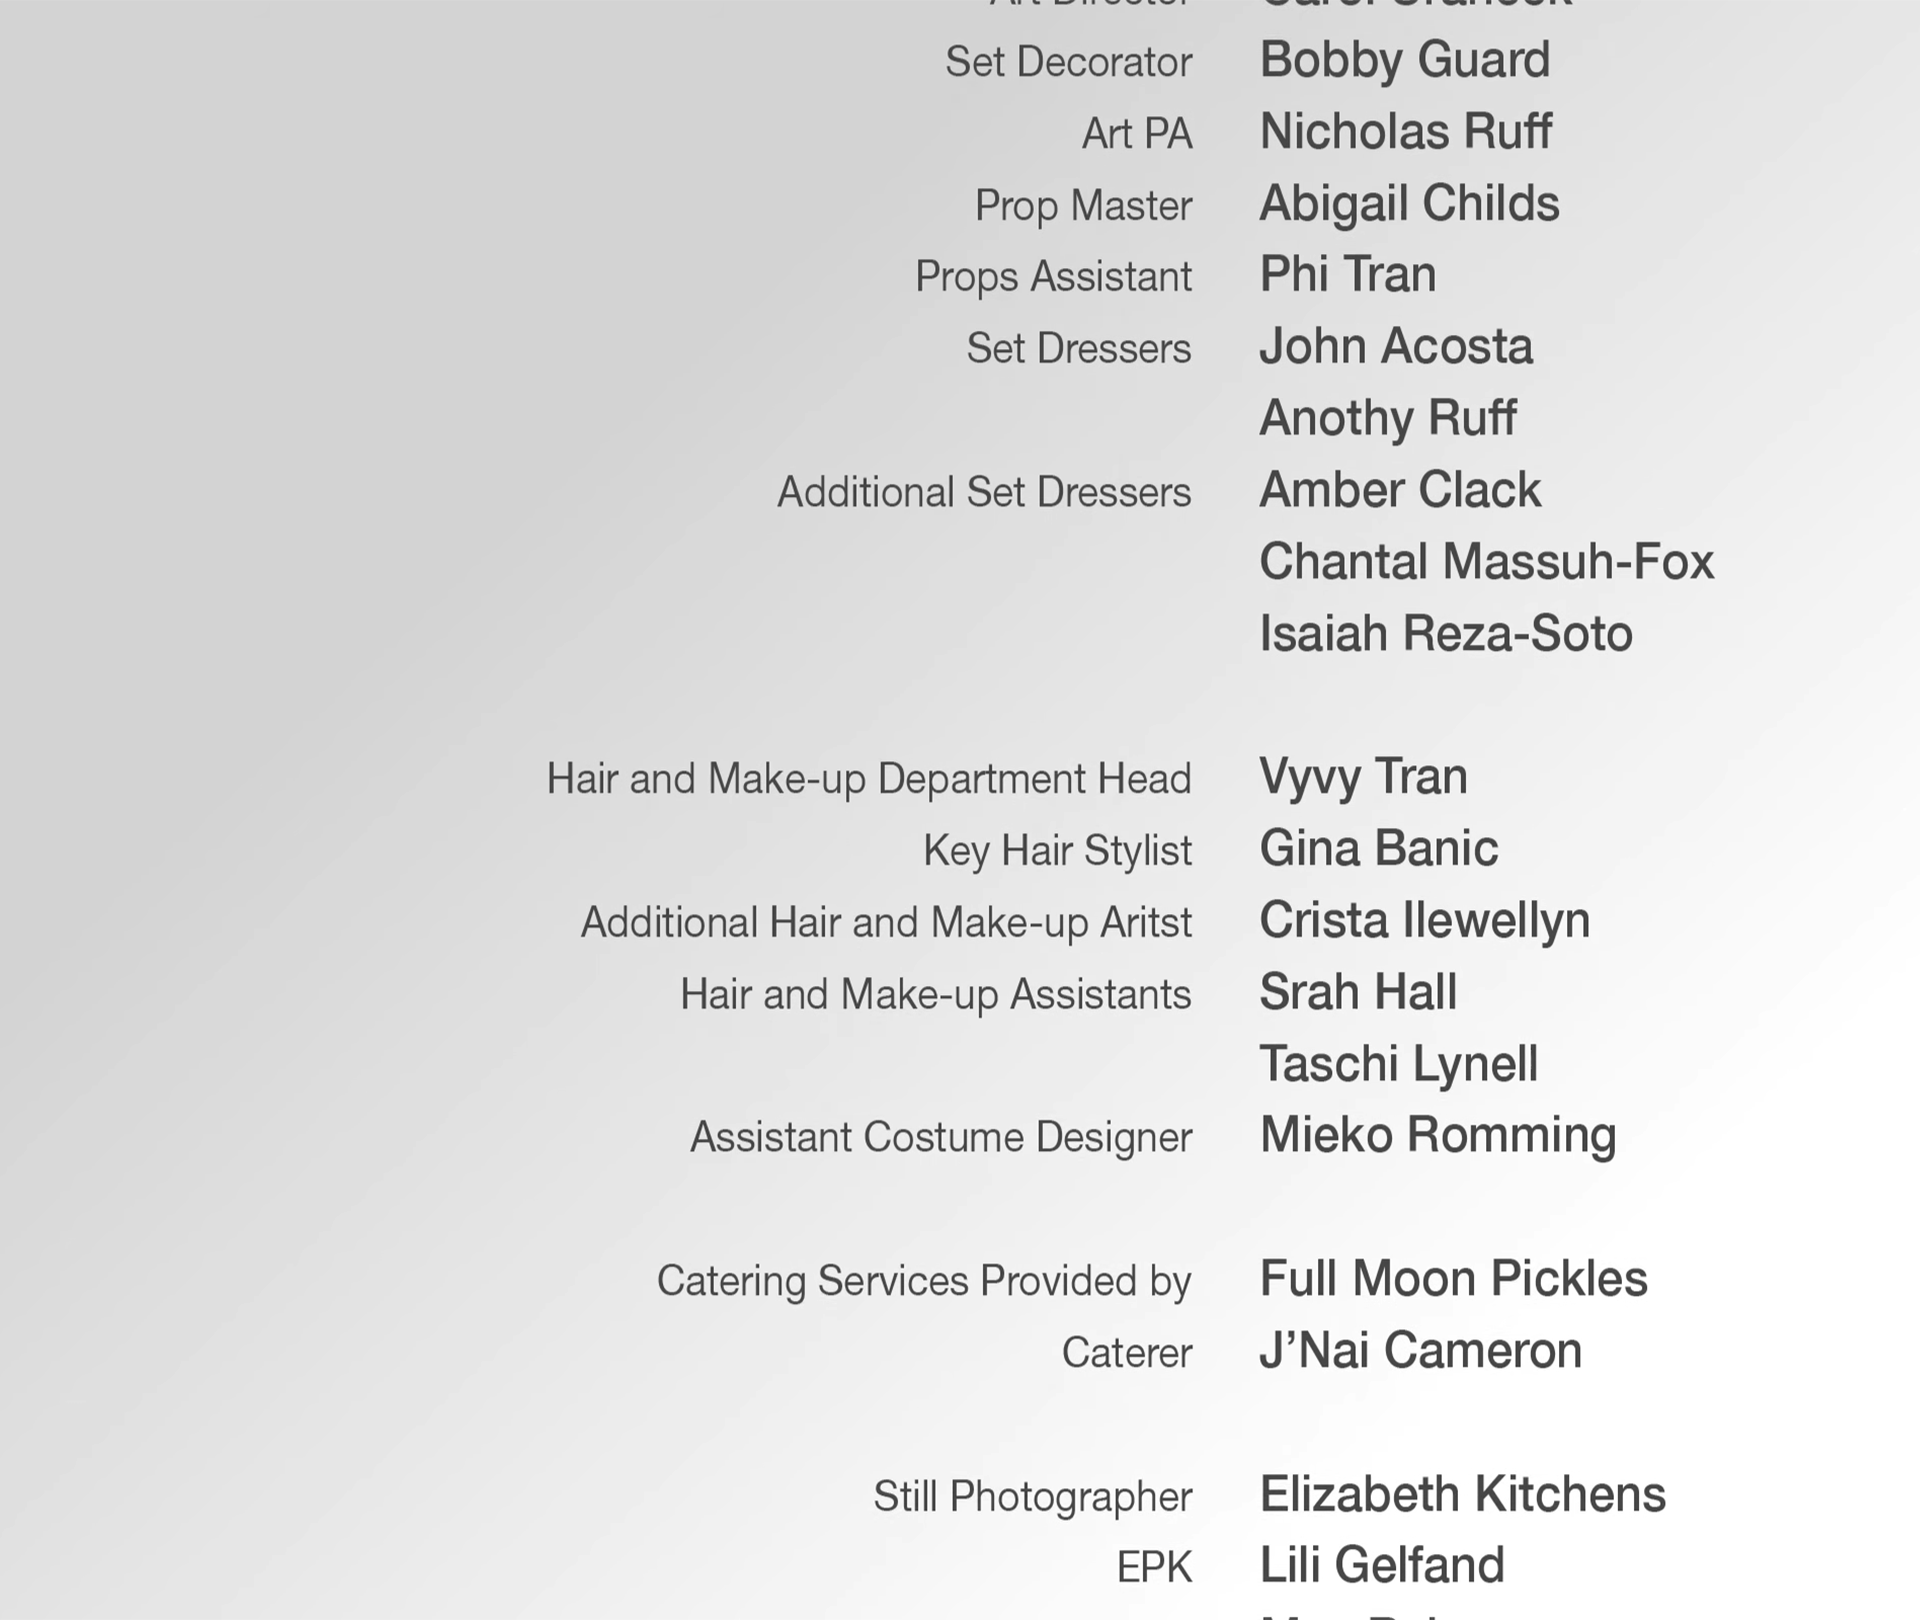 Set Decorator Bobby Guard
Art PA Nicholas Ruff
Prop Master Abigail Childs
Props Assistant Phi Tran
Set Dressers John Acosta
Anothy Ruff
Additional Set Dressers Amber Clack
Chantal Massuh-Fox
Isaiah Reza-Soto
Hair and Make-up Department Head Vyvy Tran
Key Hair Stylist Gina Banic
Additional Hair and Make-up Aritst Crista llewellyn
Hair and Make-up Assistants Srah Hall
Taschi Lynell
Assistant Costume Designer Mieko Romming
Catering Services Provided by Full Moon Pickles
Caterer J’Nai Cameron
Still Photographer Elizabeth Kitchens
EPK Lili Gelfand